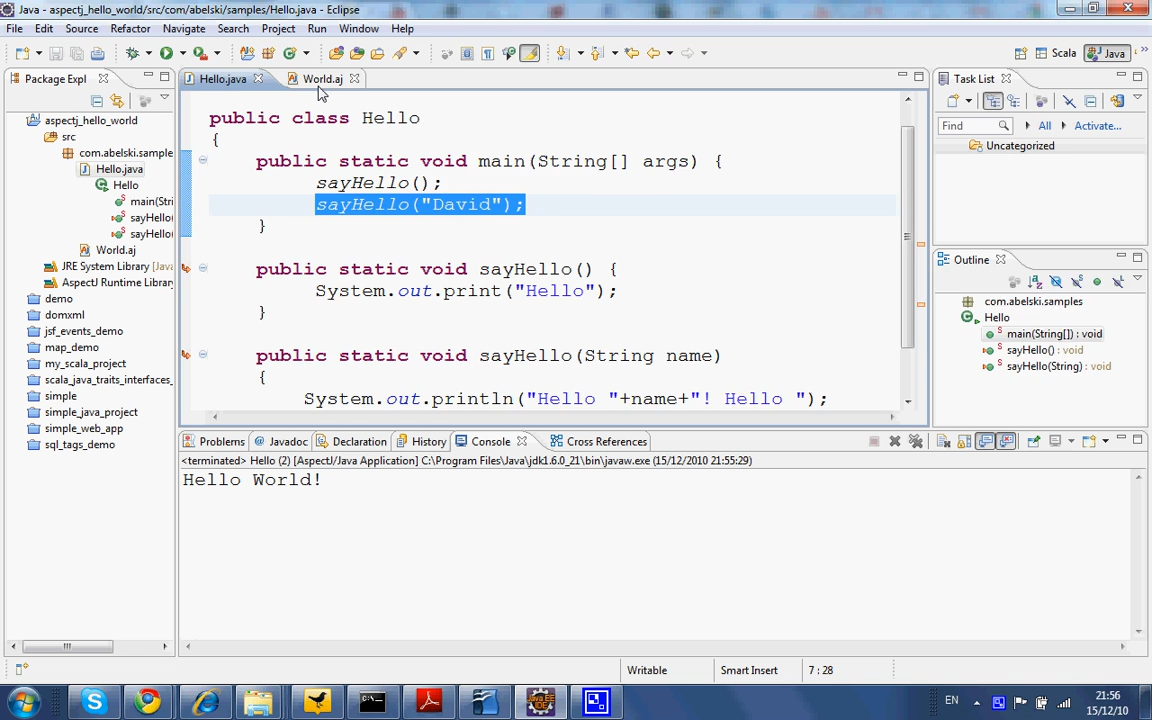 Java - aspectj_hello_world/src/com/abelski/samples/Hello.java - Eclipse
File Edit Source Refactor Navigate Search Project Run Window Help
Scala Java
Package Expl
Hello.java World.aj
Task List
aspectj_hello_world
src
com.abelski.sample
Hello.java
Hello
main(Stri
sayHello
sayHello
World.aj
JRE System Library [Java
AspectJ Runtime Library
demo
domxml
jsf_events_demo
map_demo
my_scala_project
scala_java_traits_interfaces_
simple
simple_java_project
simple_web_app
sql_tags_demo
public class Hello
{
public static void main(String[] args) {
sayHello();
sayHello("David");
}
public static void sayHello() {
System.out.print("Hello");
}
public static void sayHello(String name)
{
System.out.println("Hello "+name+"! Hello ");
Find All Activate...
Uncategorized
Outline
com.abelski.samples
Hello
main(String[]) : void
sayHello() : void
sayHello(String) : void
Problems Javadoc Declaration History Console Cross References
<terminated> Hello (2) [AspectJ/Java Application] C:\Program Files\Java\jdk1.6.0_21\bin\javaw.exe (15/12/2010 21:55:29)
Hello World!
Writable Smart Insert 7 : 28
EN 21:56
15/12/10